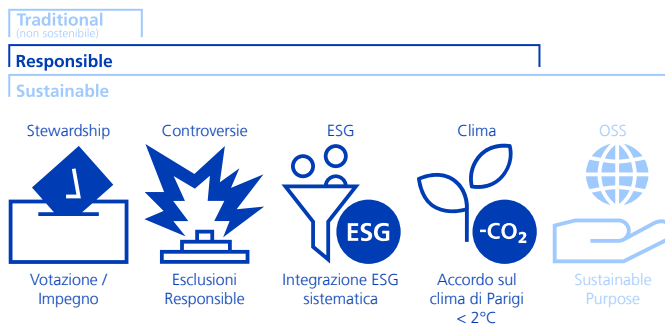 Traditional
(non sostenibile)
Responsible
Sustainable
Stewardship
Controversie
ESG
Clima
OSS
ESG
-CO₂
Votazione /
Impegno
Esclusioni
Responsible
Integrazione ESG
sistematica
Accordo sul
clima di Parigi
< 2°C
Sustainable
Purpose